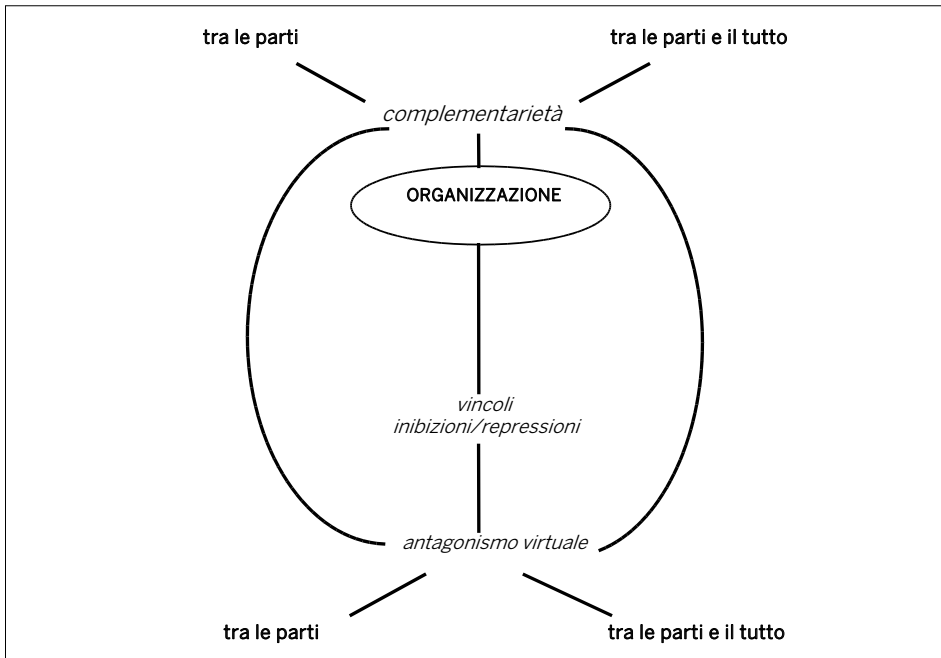 tra le parti
tra le parti e il tutto
complementarietà
ORGANIZZAZIONE
vincoli
inibizioni/repressioni
antagonismo virtuale
tra le parti
tra le parti e il tutto